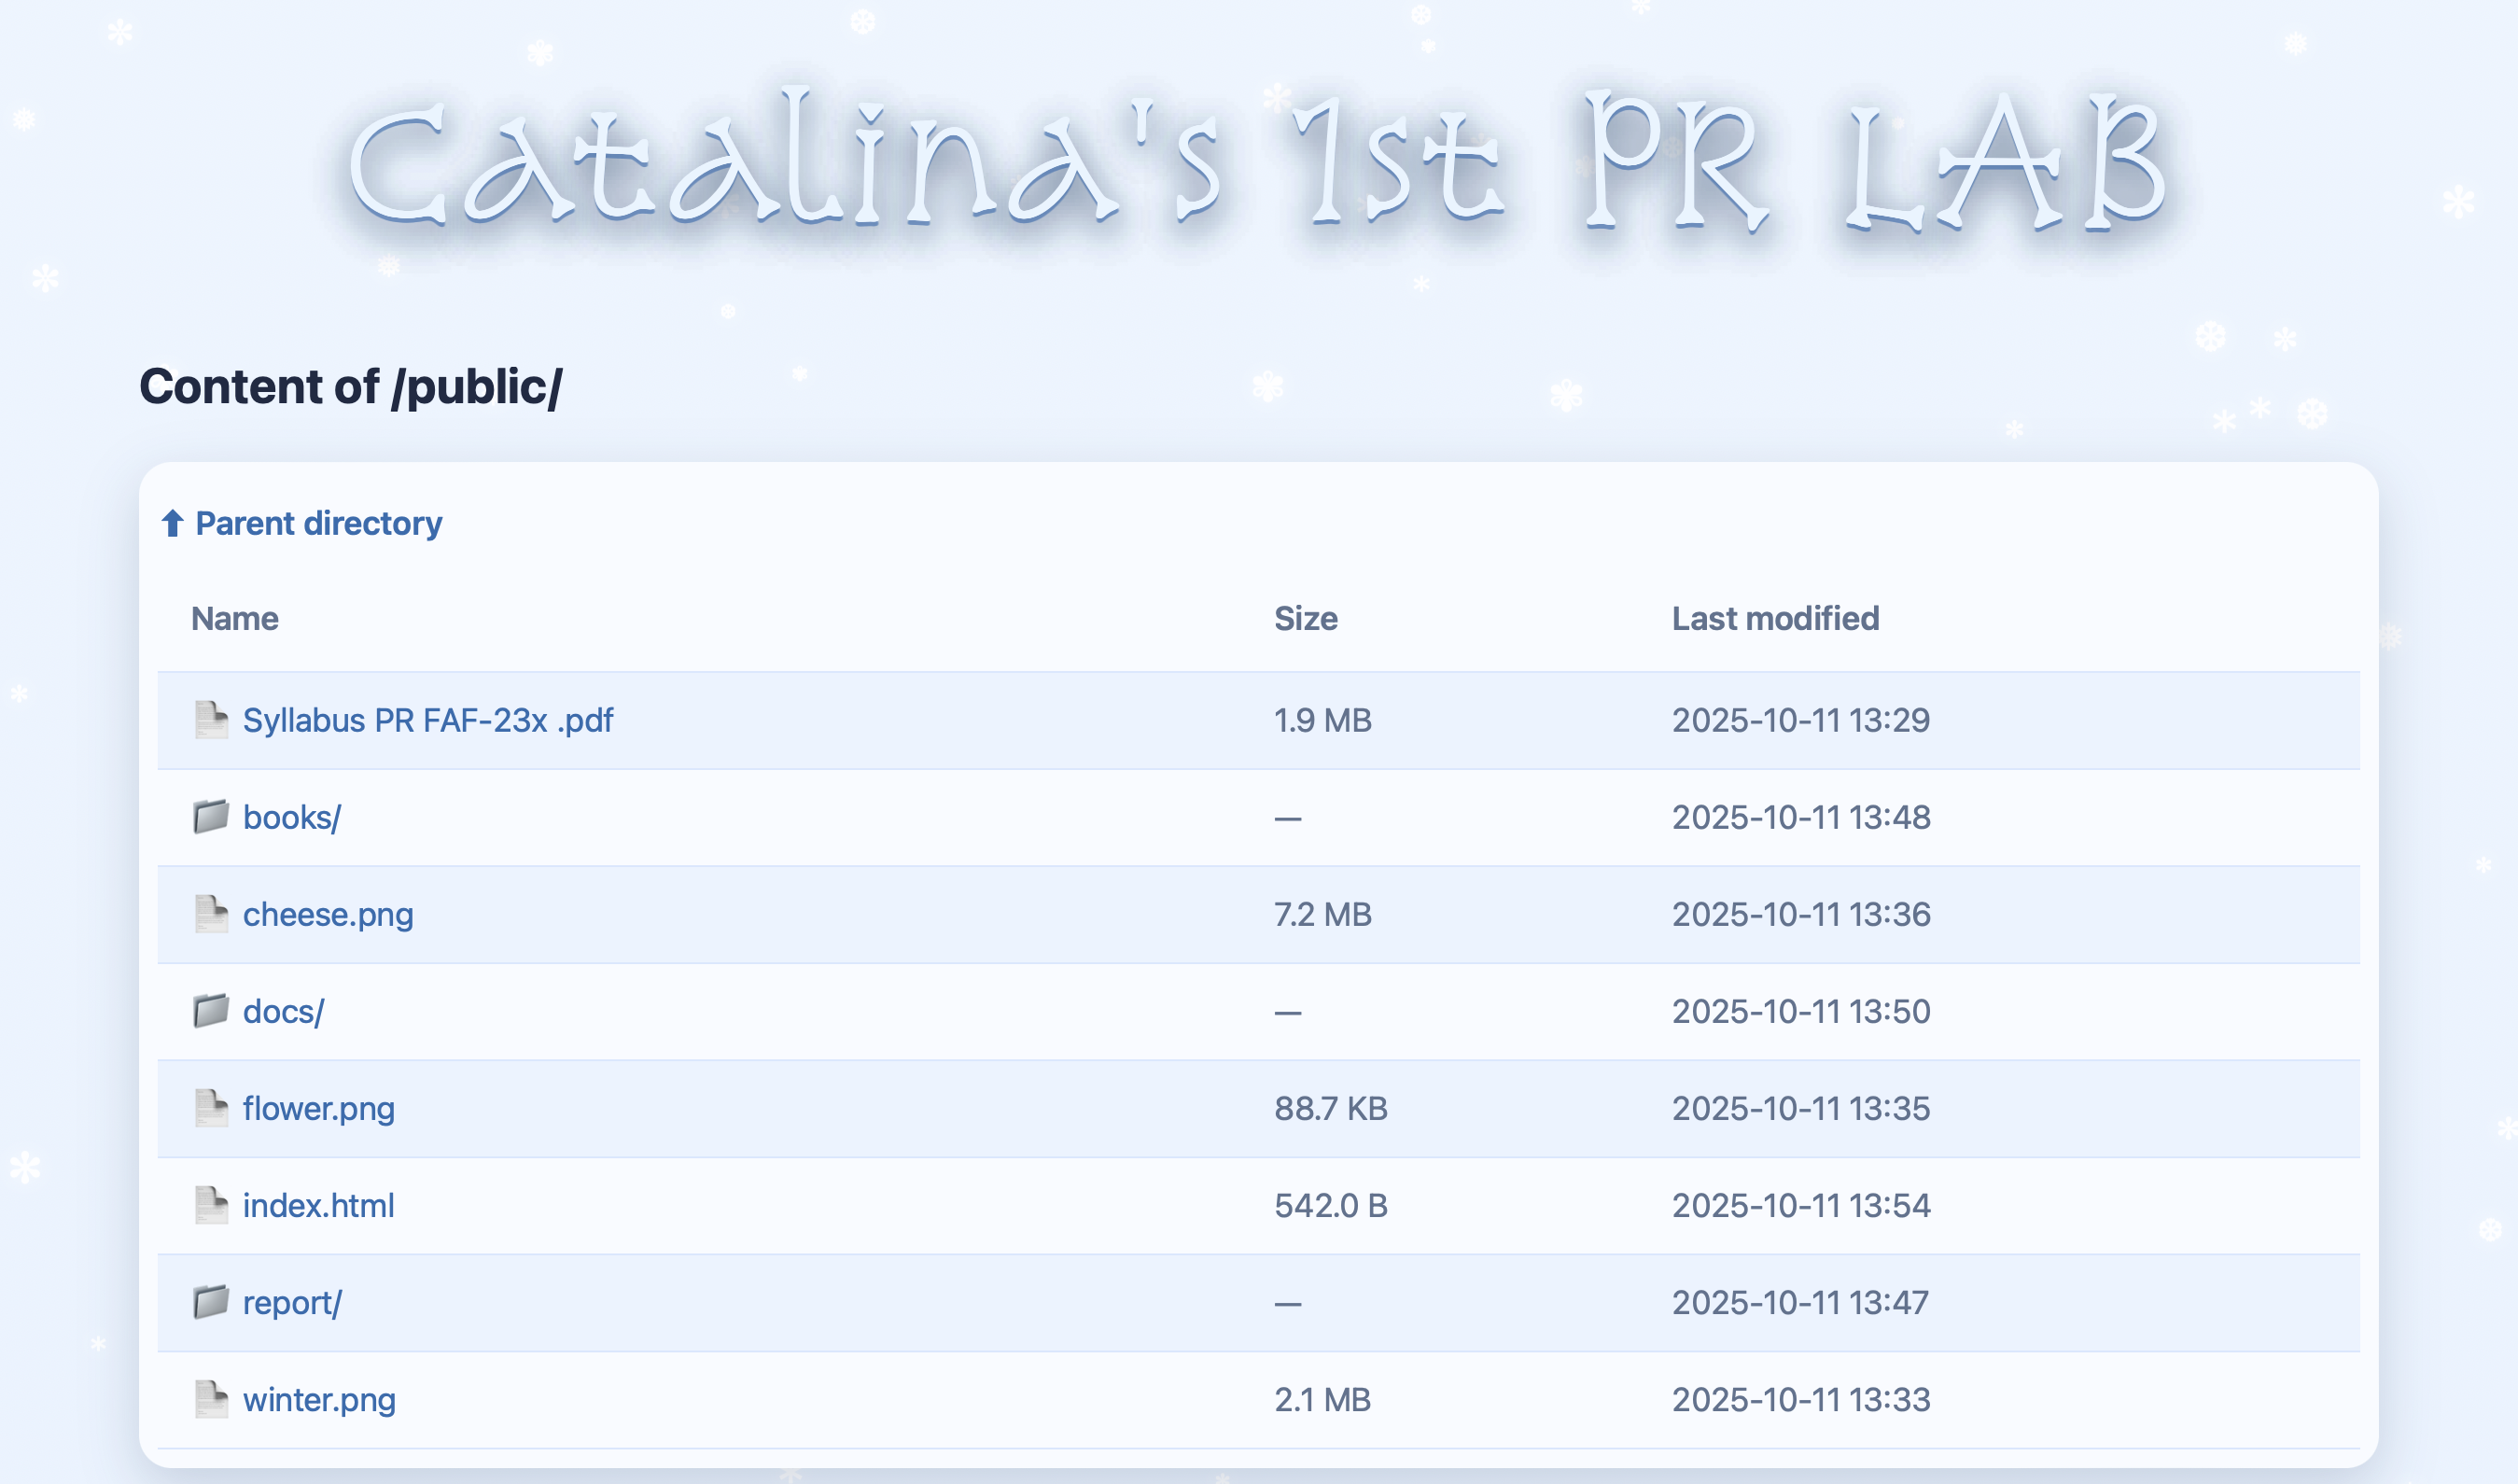 Catalina's 1st PR LAB
Content of /public/
⬆ Parent directory
Name Size Last modified
Syllabus PR FAF-23x .pdf 1.9 MB 2025-10-11 13:29
books/ — 2025-10-11 13:48
cheese.png 7.2 MB 2025-10-11 13:36
docs/ — 2025-10-11 13:50
flower.png 88.7 KB 2025-10-11 13:35
index.html 542.0 B 2025-10-11 13:54
report/ — 2025-10-11 13:47
winter.png 2.1 MB 2025-10-11 13:33